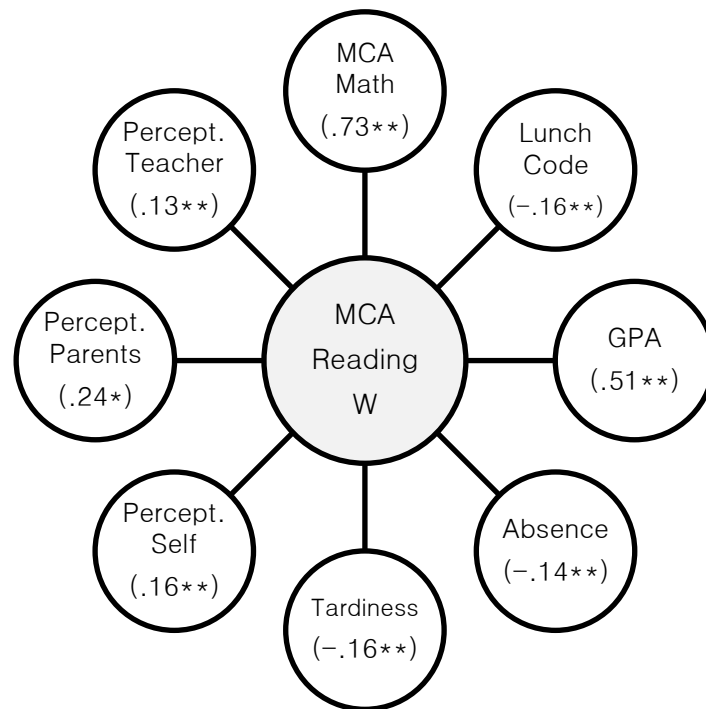 MCA
Math
(.73**)
Lunch
Code
(-.16**)
GPA
(.51**)
Absence
(-.14**)
Tardiness
(-.16**)
Percept.
Self
(.16**)
Percept.
Parents
(.24*)
Percept.
Teacher
(.13**)
MCA
Reading
W